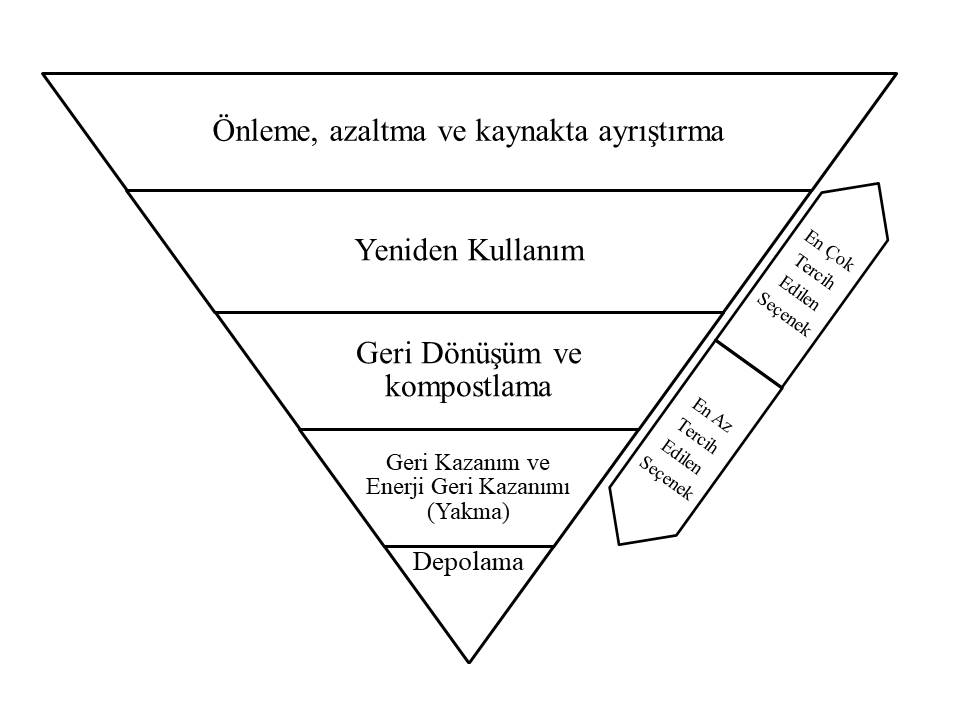 Önleme, azaltma ve kaynakta ayrıştırma
Yeniden Kullanım
Geri Dönüşüm ve
kompostlama
Geri Kazanım ve
Enerji Geri Kazanımı
(Yakma)
Depolama
En Çok
Tercih
Edilen
Seçenek
En Az
Tercih
Edilen
Seçenek